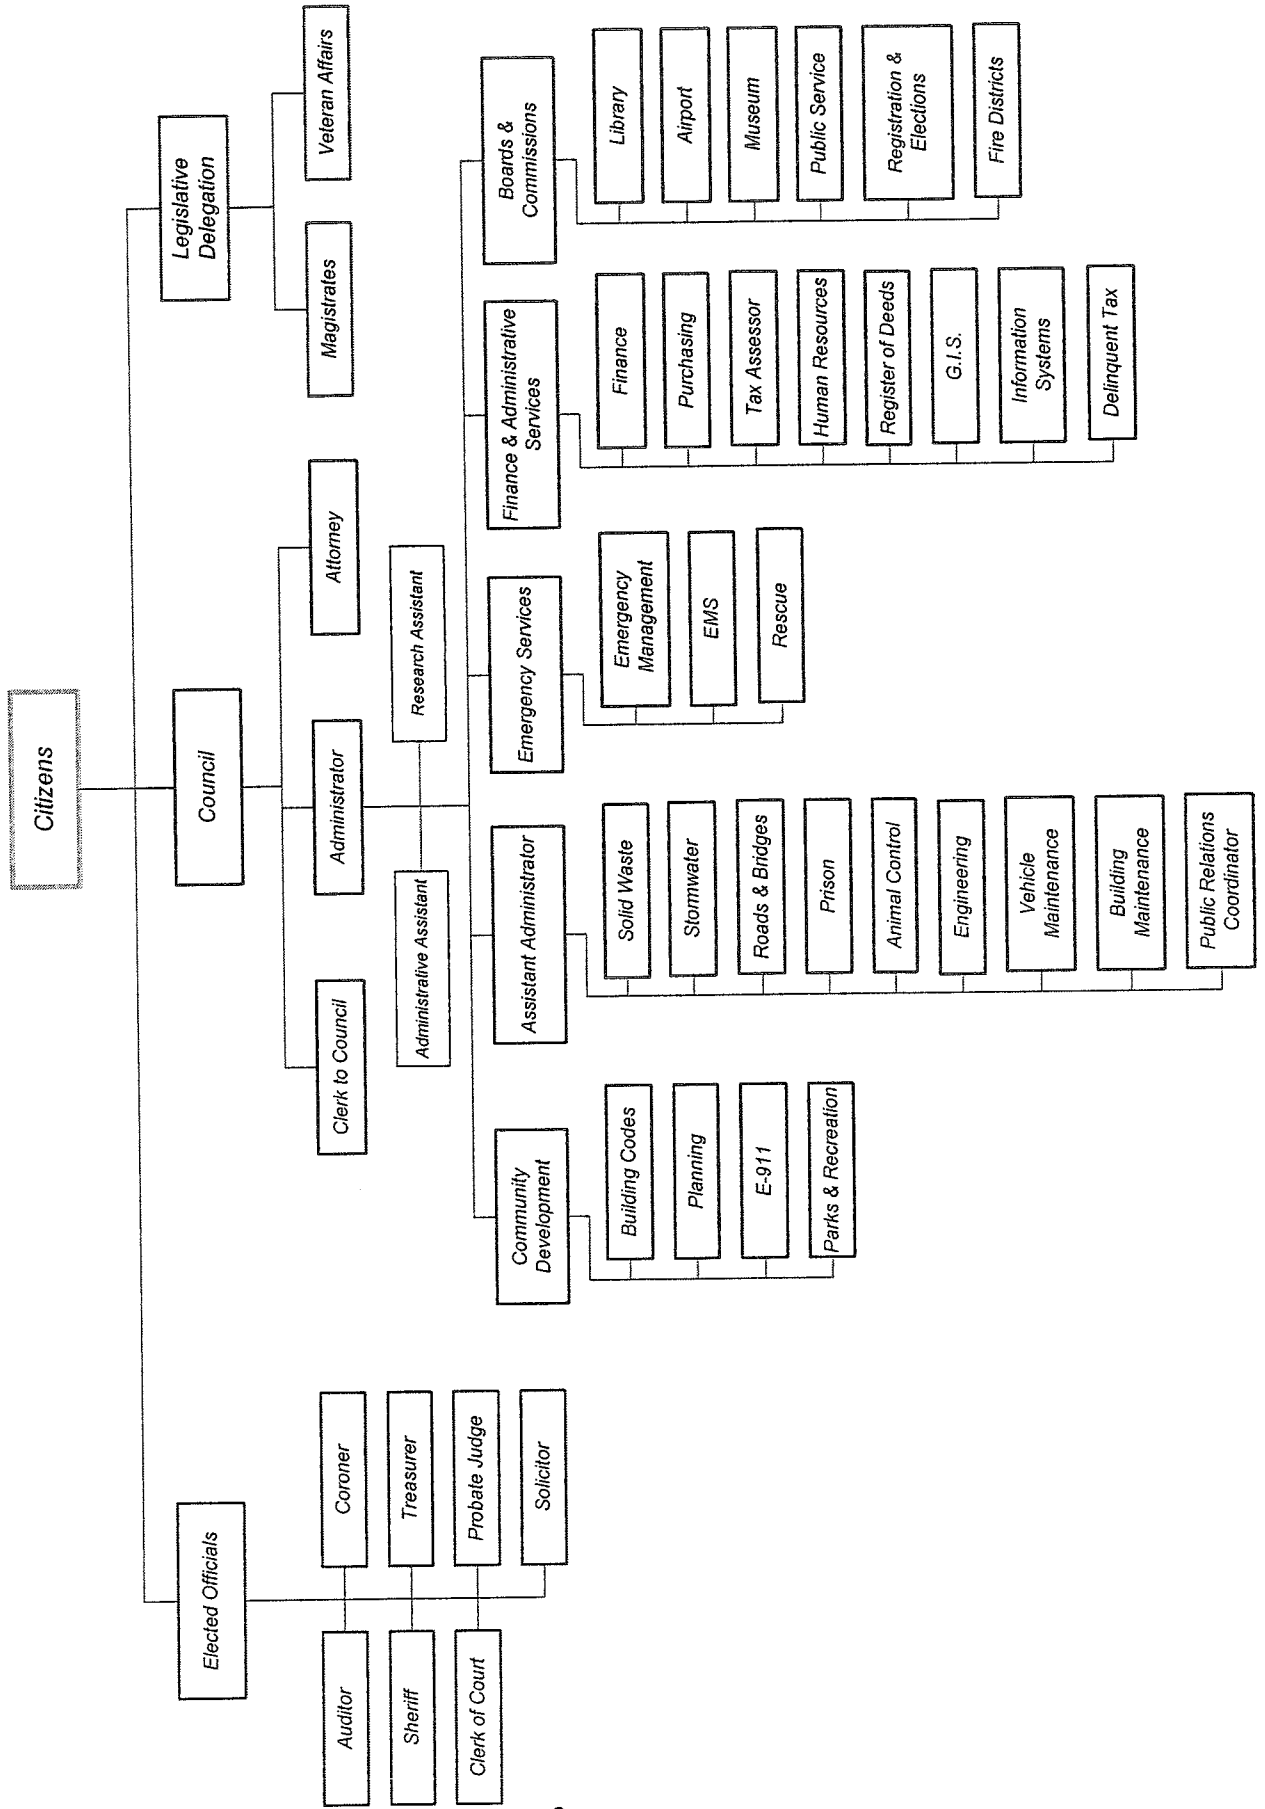 Citizens
Elected Officials
Council
Legislative
Delegation
Auditor
Coroner
Sheriff
Treasurer
Clerk of Court
Probate Judge
Solicitor
Clerk to Council
Administrator
Attorney
Magistrates
Veteran Affairs
Administrative Assistant
Research Assistant
Community
Development
Assistant Administrator
Emergency Services
Finance & Administrative
Services
Boards &
Commissions
Building Codes
Planning
E-911
Parks & Recreation
Solid Waste
Stormwater
Roads & Bridges
Prison
Animal Control
Engineering
Vehicle
Maintenance
Building
Maintenance
Public Relations
Coordinator
Emergency
Management
EMS
Rescue
Finance
Purchasing
Tax Assessor
Human Resources
Register of Deeds
G.I.S.
Information
Systems
Delinquent Tax
Library
Airport
Museum
Public Service
Registration &
Elections
Fire Districts